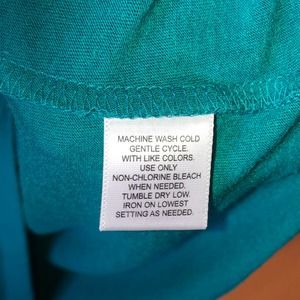 MACHINE WASH COLD
GENTLE CYCLE.
WITH LIKE COLORS.
USE ONLY
NON-CHLORINE BLEACH
WHEN NEEDED.
TUMBLE DRY LOW.
IRON ON LOWEST
SETTING AS NEEDED.